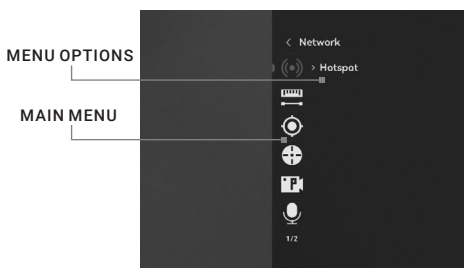 < Network
MENU OPTIONS
> Hotspot
MAIN MENU
P
1/2